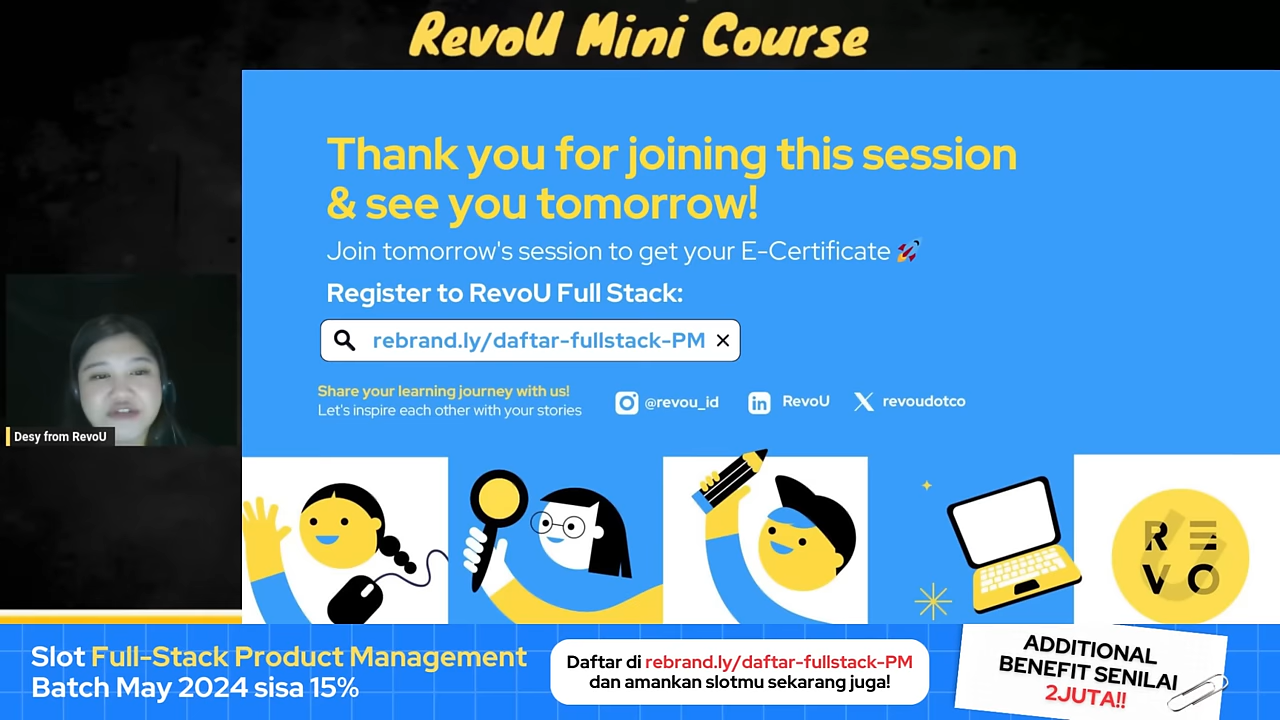 RevoU Mini Course
Thank you for joining this session
& see you tomorrow!
Join tomorrow's session to get your E-Certificate 🚀
Register to RevoU Full Stack:
rebrand.ly/daftar-fullstack-PM
Share your learning journey with us!
Let's inspire each other with your stories
@revou_id
RevoU
revoudotco
Desy from RevoU
RE
VO
Slot Full-Stack Product Management
Batch May 2024 sisa 15%
Daftar di rebrand.ly/daftar-fullstack-PM
dan amankan slotmu sekarang juga!
ADDITIONAL
BENEFIT SENILAI
2JUTA!!